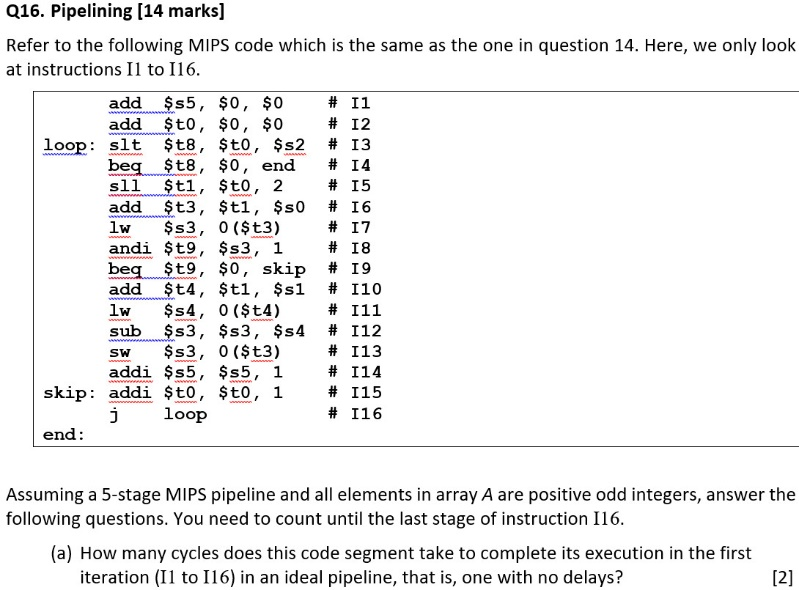 Q16. Pipelining [14 marks]
Refer to the following MIPS code which is the same as the one in question 14. Here, we only look
at instructions I1 to I16.
add $s5, $0, $0 # I1
add $t0, $0, $0 # I2
loop: slt $t8, $t0, $s2 # I3
beq $t8, $0, end # I4
sll $t1, $t0, 2 # I5
add $t3, $t1, $s0 # I6
lw $s3, 0($t3) # I7
andi $t9, $s3, 1 # I8
beq $t9, $0, skip # I9
add $t4, $t1, $s1 # I10
lw $s4, 0($t4) # I11
sub $s3, $s3, $s4 # I12
sw $s3, 0($t3) # I13
addi $s5, $s5, 1 # I14
skip: addi $t0, $t0, 1 # I15
j loop # I16
end:
Assuming a 5-stage MIPS pipeline and all elements in array A are positive odd integers, answer the
following questions. You need to count until the last stage of instruction I16.
(a) How many cycles does this code segment take to complete its execution in the first
iteration (I1 to I16) in an ideal pipeline, that is, one with no delays? [2]